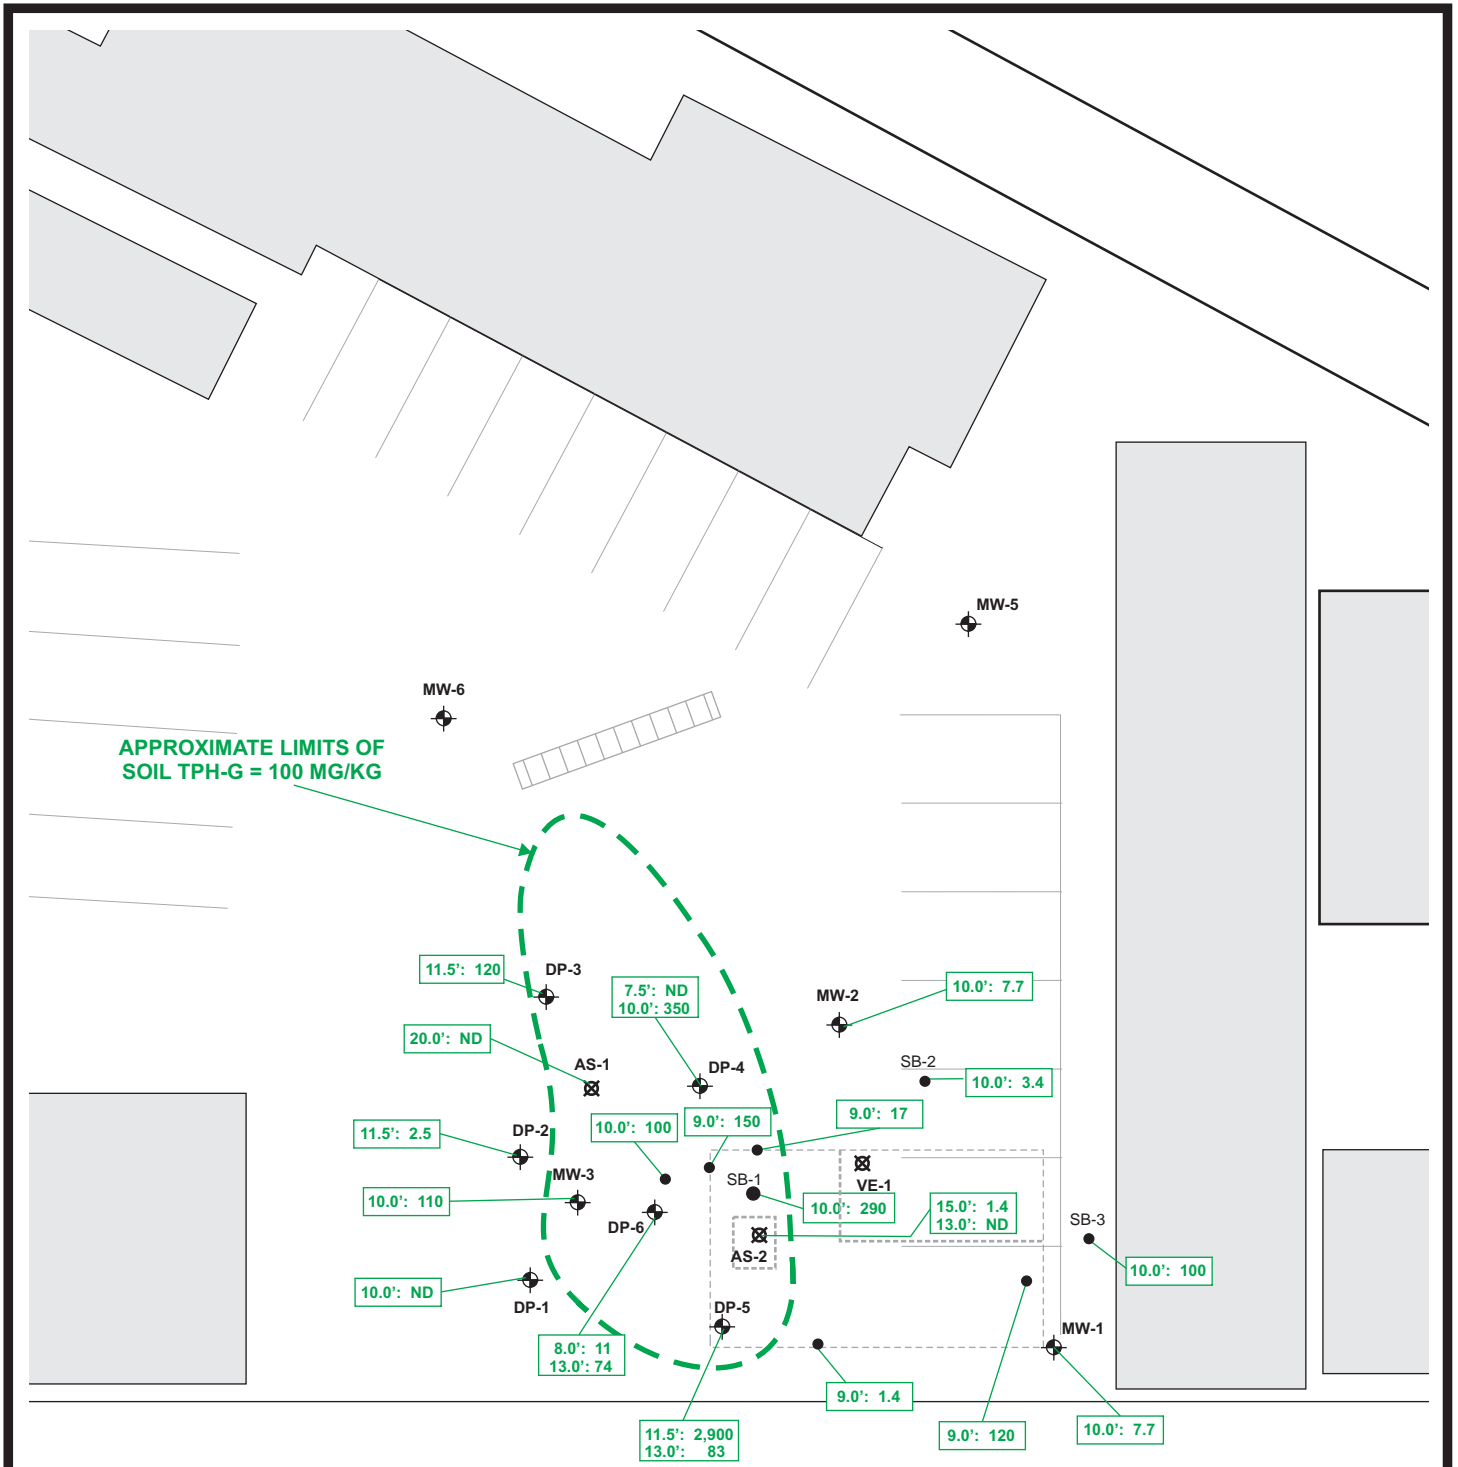 MW-5
MW-6
APPROXIMATE LIMITS OF
SOIL TPH-G = 100 MG/KG
11.5': 120
DP-3
7.5': ND
10.0': 350
10.0': 7.7
MW-2
20.0': ND
AS-1
DP-4
SB-2
10.0': 3.4
9.0': 150
9.0': 17
10.0': 100
11.5': 2.5
DP-2
MW-3
SB-1
VE-1
10.0': 110
10.0': 290
15.0': 1.4
13.0': ND
DP-6
SB-3
AS-2
10.0': 100
10.0': ND
DP-1
DP-5
MW-1
8.0': 11
13.0': 74
9.0': 1.4
11.5': 2,900
13.0': 83
9.0': 120
10.0': 7.7